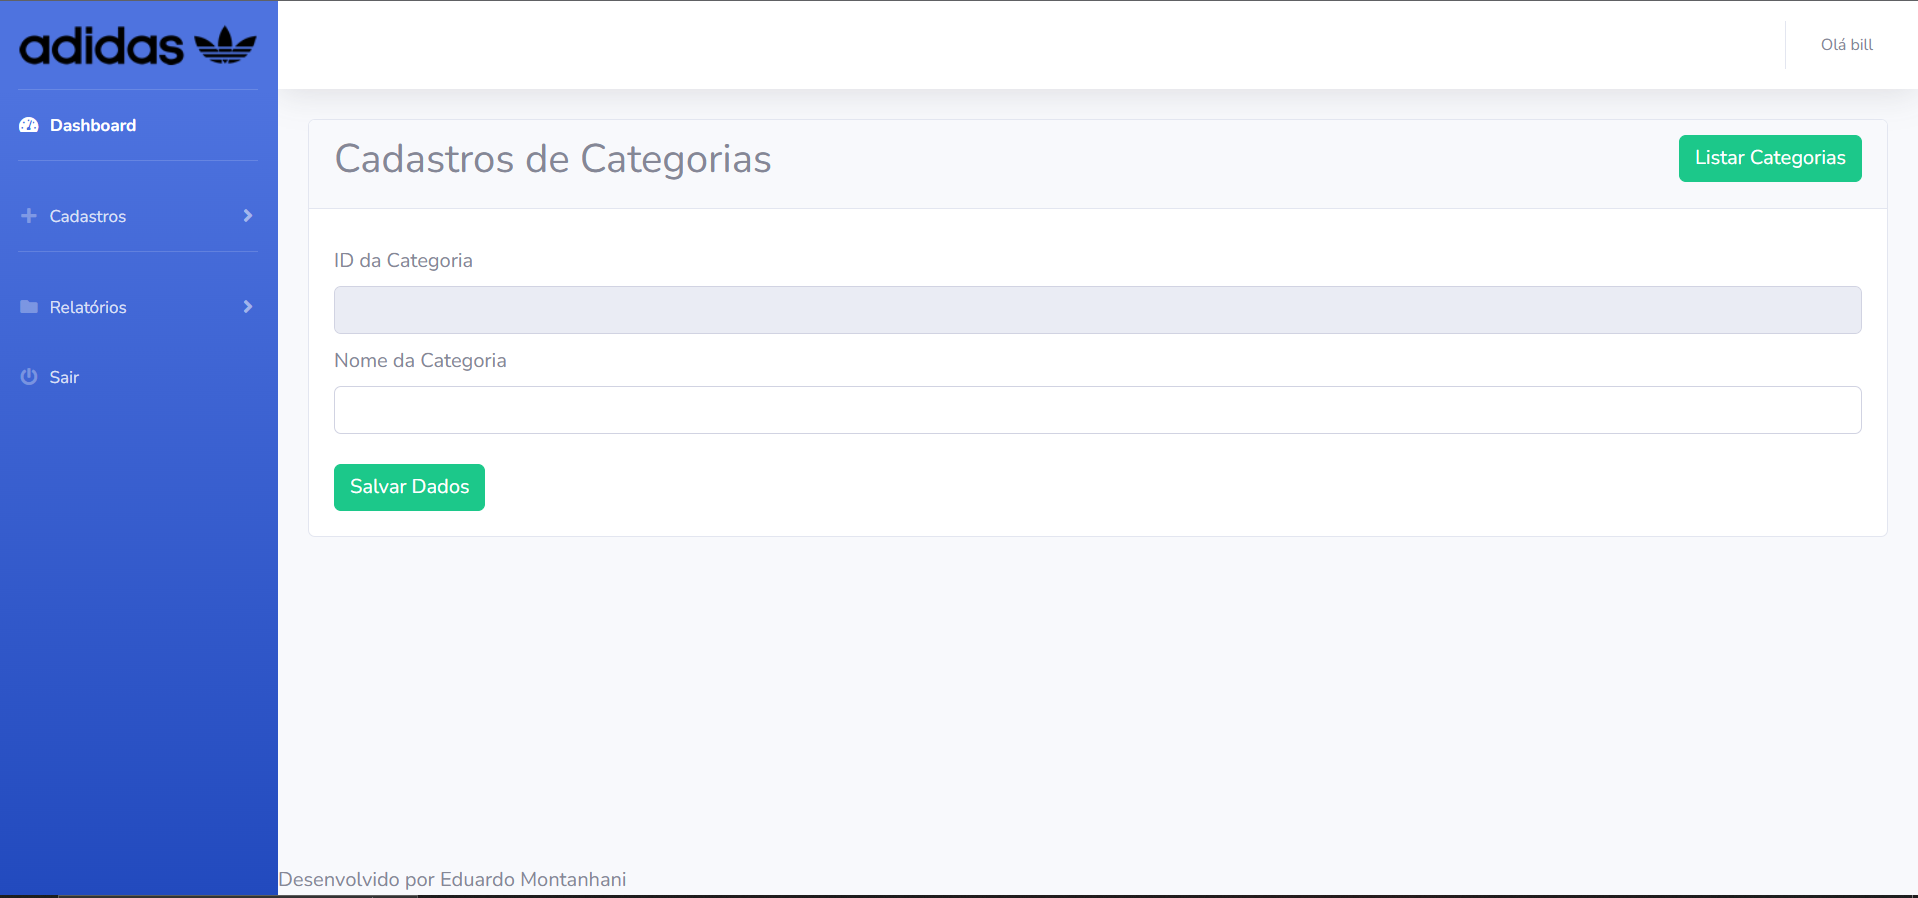 adidas
Olá bill
Dashboard
Cadastros
Relatórios
Sair
Cadastros de Categorias
Listar Categorias
ID da Categoria
Nome da Categoria
Salvar Dados
Desenvolvido por Eduardo Montanhani